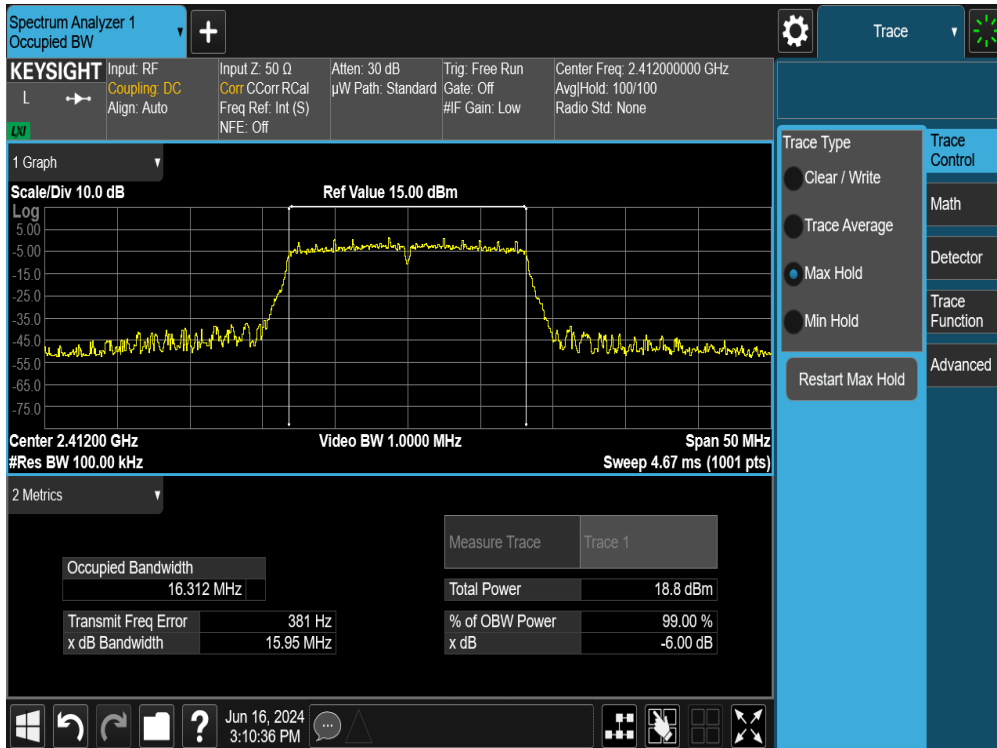 Spectrum Analyzer 1
Occupied BW
+
Trace
KEYSIGHT
L
LXI
Input: RF
Coupling: DC
Align: Auto
Input Z: 50 Ω
Corr CCorr RCal
Freq Ref: Int (S)
NFE: Off
Atten: 30 dB
µW Path: Standard
Trig: Free Run
Gate: Off
#IF Gain: Low
Center Freq: 2.412000000 GHz
Avg|Hold: 100/100
Radio Std: None
1 Graph
Scale/Div 10.0 dB
Ref Value 15.00 dBm
Log
5.00
-5.00
-15.0
-25.0
-35.0
-45.0
-55.0
-65.0
-75.0
Center 2.41200 GHz
Video BW 1.0000 MHz
Span 50 MHz
#Res BW 100.00 kHz
Sweep 4.67 ms (1001 pts)
2 Metrics
Measure Trace Trace 1
Occupied Bandwidth
16.312 MHz
Total Power 18.8 dBm
Transmit Freq Error 381 Hz
% of OBW Power 99.00 %
x dB Bandwidth 15.95 MHz
x dB -6.00 dB
Trace Type
Clear / Write
Trace Average
Max Hold
Min Hold
Restart Max Hold
Trace
Control
Math
Detector
Trace
Function
Advanced
?
Jun 16, 2024
3:10:36 PM